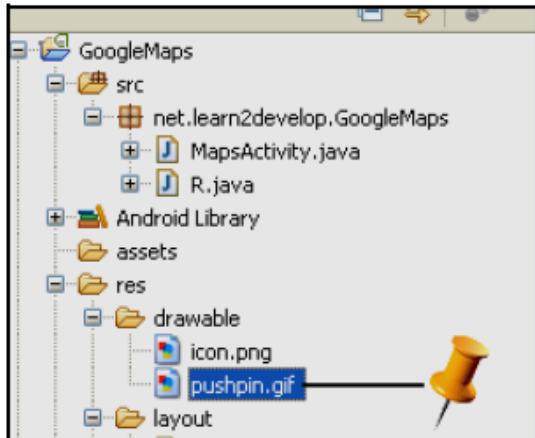 GoogleMaps
src
net.learn2develop.GoogleMaps
MapsActivity.java
R.java
Android Library
assets
res
drawable
icon.png
pushpin.gif
layout